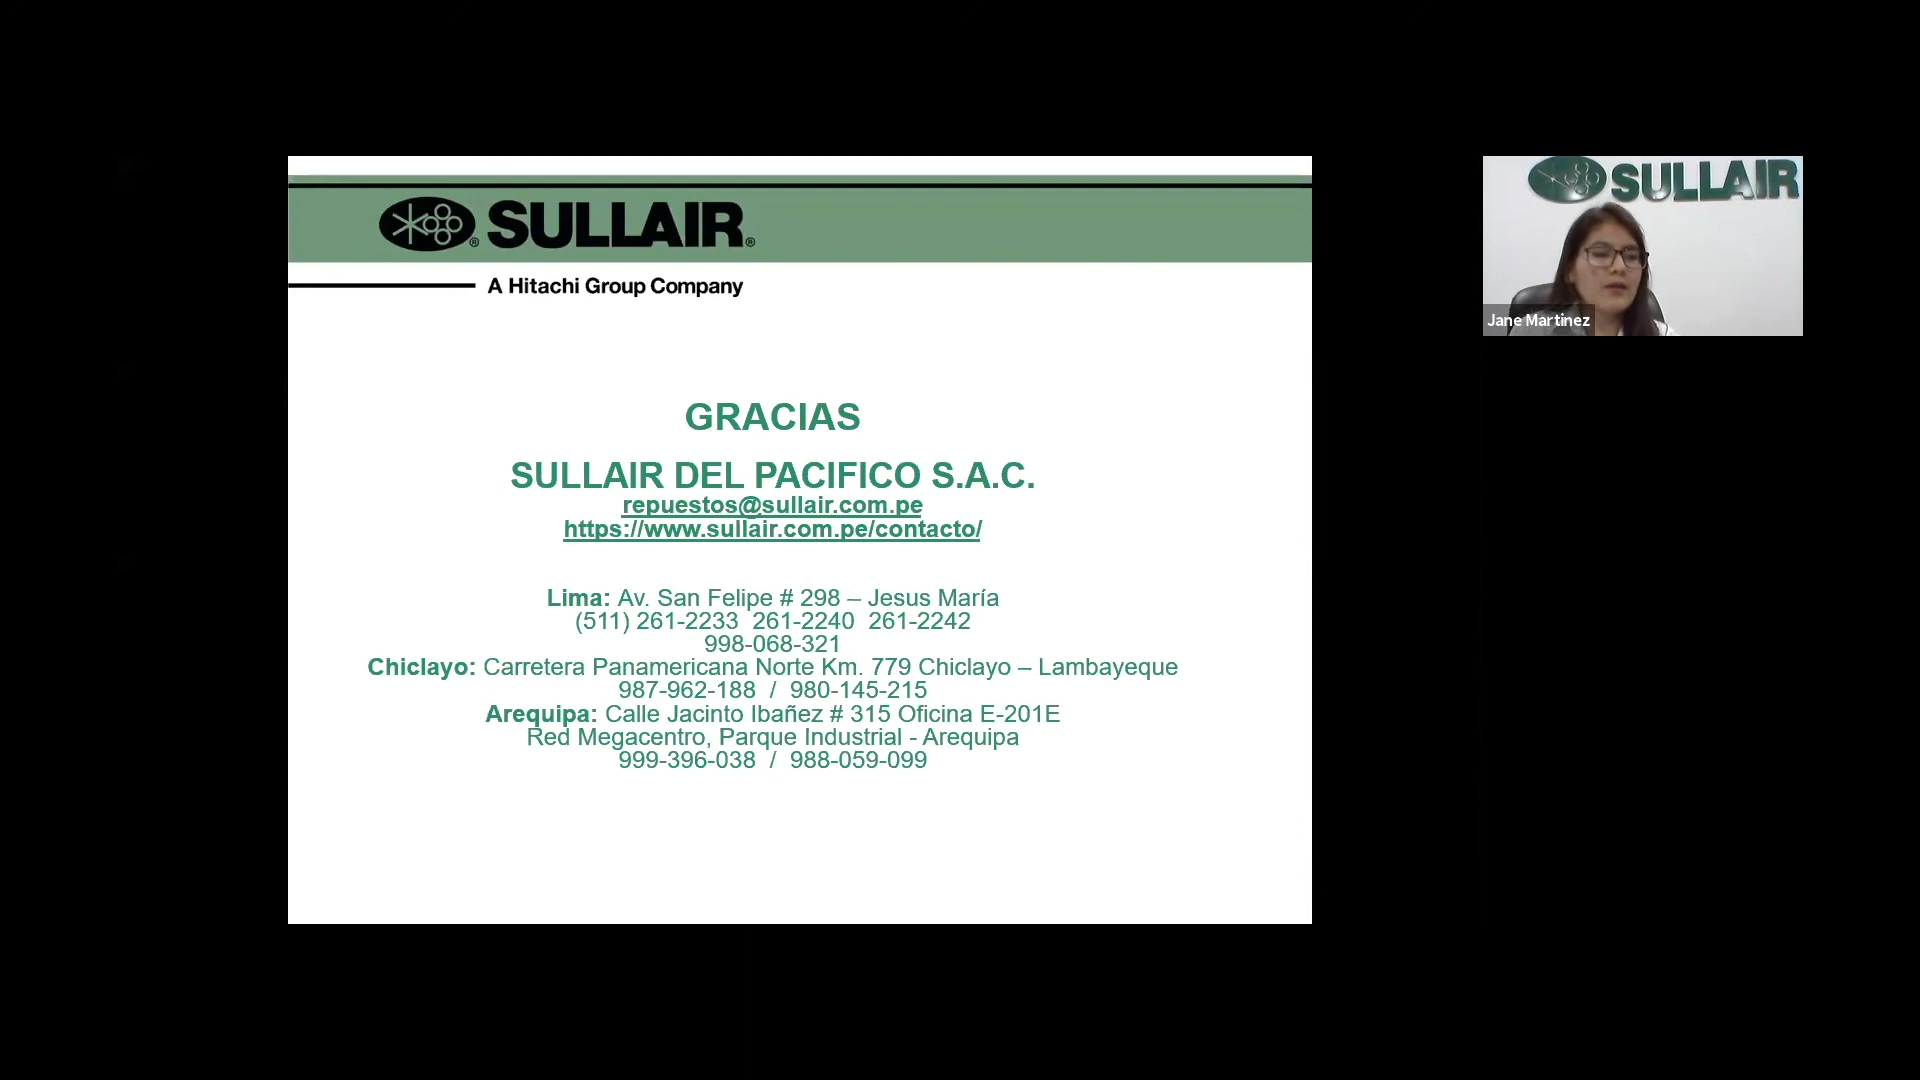 SULLAIR
A Hitachi Group Company
GRACIAS
SULLAIR DEL PACIFICO S.A.C.
repuestos@sullair.com.pe
https://www.sullair.com.pe/contacto/
Lima: Av. San Felipe # 298 – Jesus María
(511) 261-2233 261-2240 261-2242
998-068-321
Chiclayo: Carretera Panamericana Norte Km. 779 Chiclayo – Lambayeque
987-962-188 / 980-145-215
Arequipa: Calle Jacinto Ibañez # 315 Oficina E-201E
Red Megacentro, Parque Industrial - Arequipa
999-396-038 / 988-059-099
SULLAIR
Jane Martinez